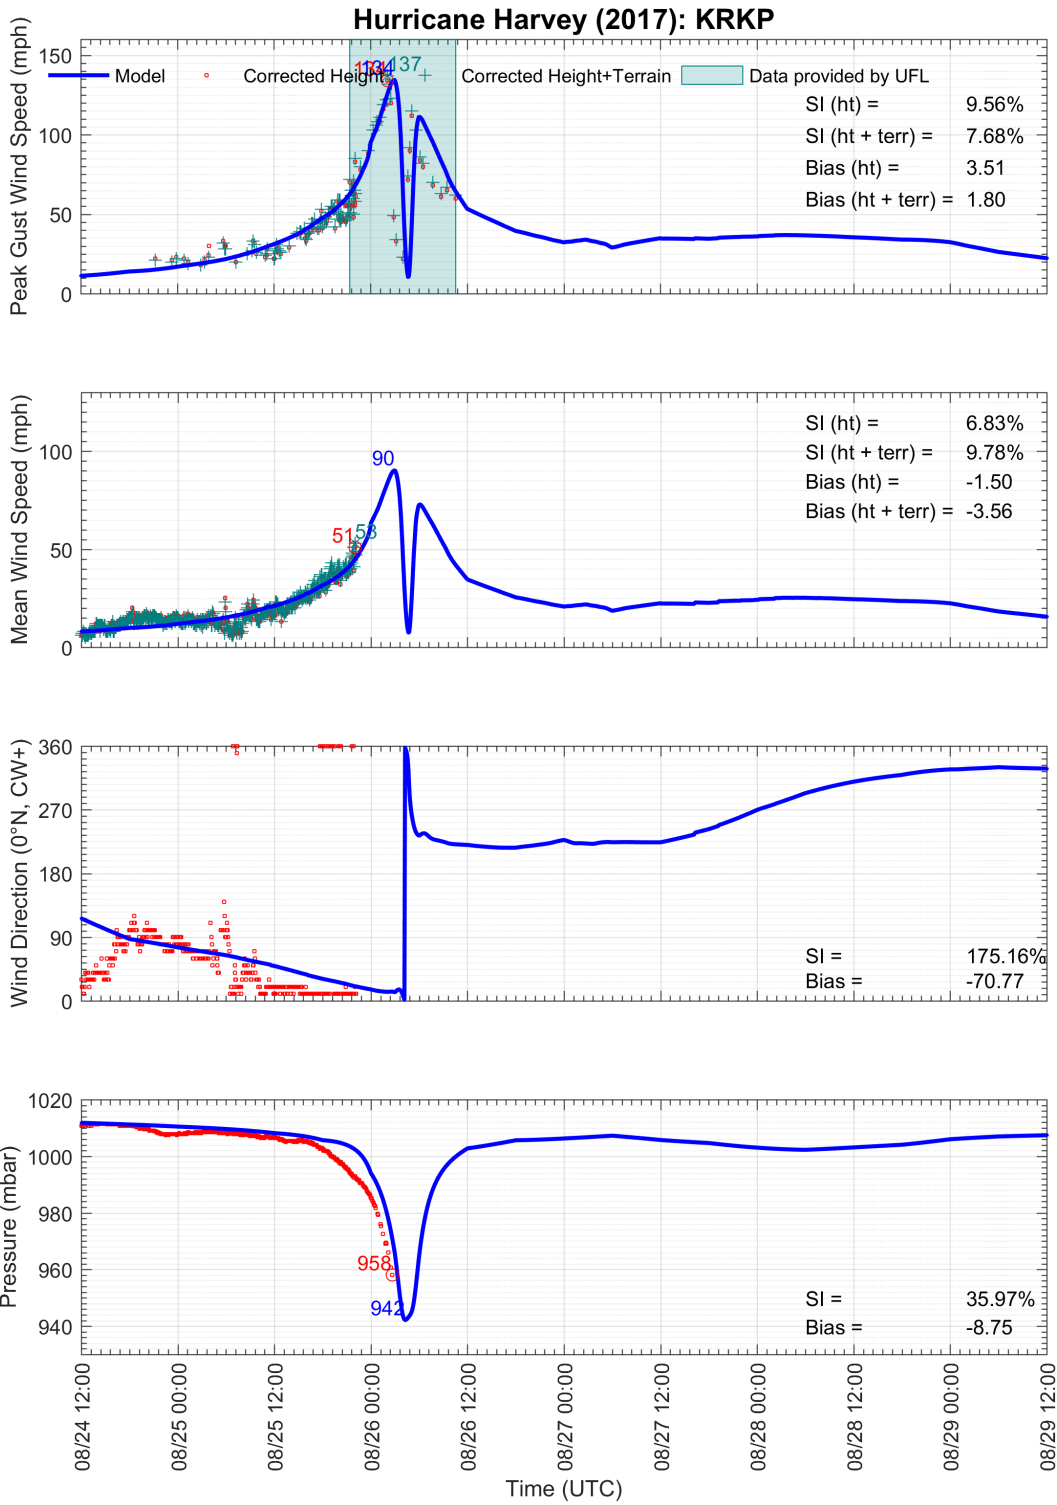 Hurricane Harvey (2017): KRKP
Peak Gust Wind Speed (mph)
150
100
50
0
134
137
Model
Corrected Height
Corrected Height+Terrain
Data provided by UFL
SI (ht) = 9.56%
SI (ht + terr) = 7.68%
Bias (ht) = 3.51
Bias (ht + terr) = 1.80
Mean Wind Speed (mph)
100
50
0
90
51
53
SI (ht) = 6.83%
SI (ht + terr) = 9.78%
Bias (ht) = -1.50
Bias (ht + terr) = -3.56
Wind Direction (0°N, CW+)
360
270
180
90
0
SI = 175.16%
Bias = -70.77
Pressure (mbar)
1020
1000
980
960
940
958
942
SI = 35.97%
Bias = -8.75
08/24 12:00
08/25 00:00
08/25 12:00
08/26 00:00
08/26 12:00
08/27 00:00
08/27 12:00
08/28 00:00
08/28 12:00
08/29 00:00
08/29 12:00
Time (UTC)